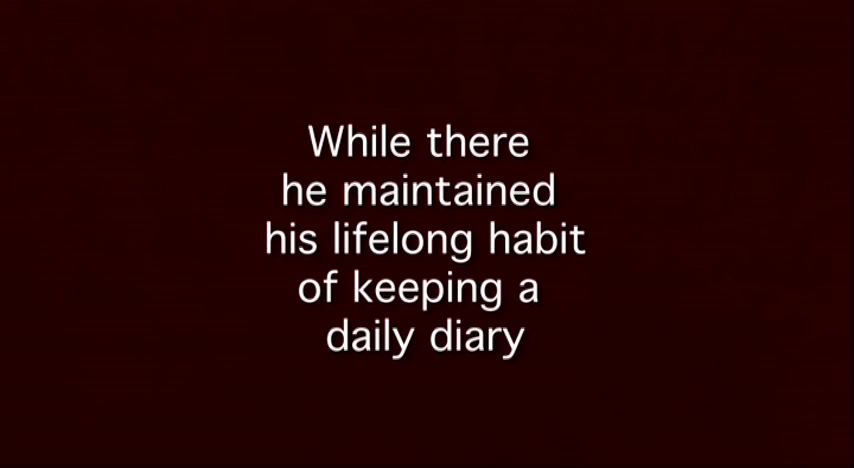 While there
he maintained
his lifelong habit
of keeping a
daily diary